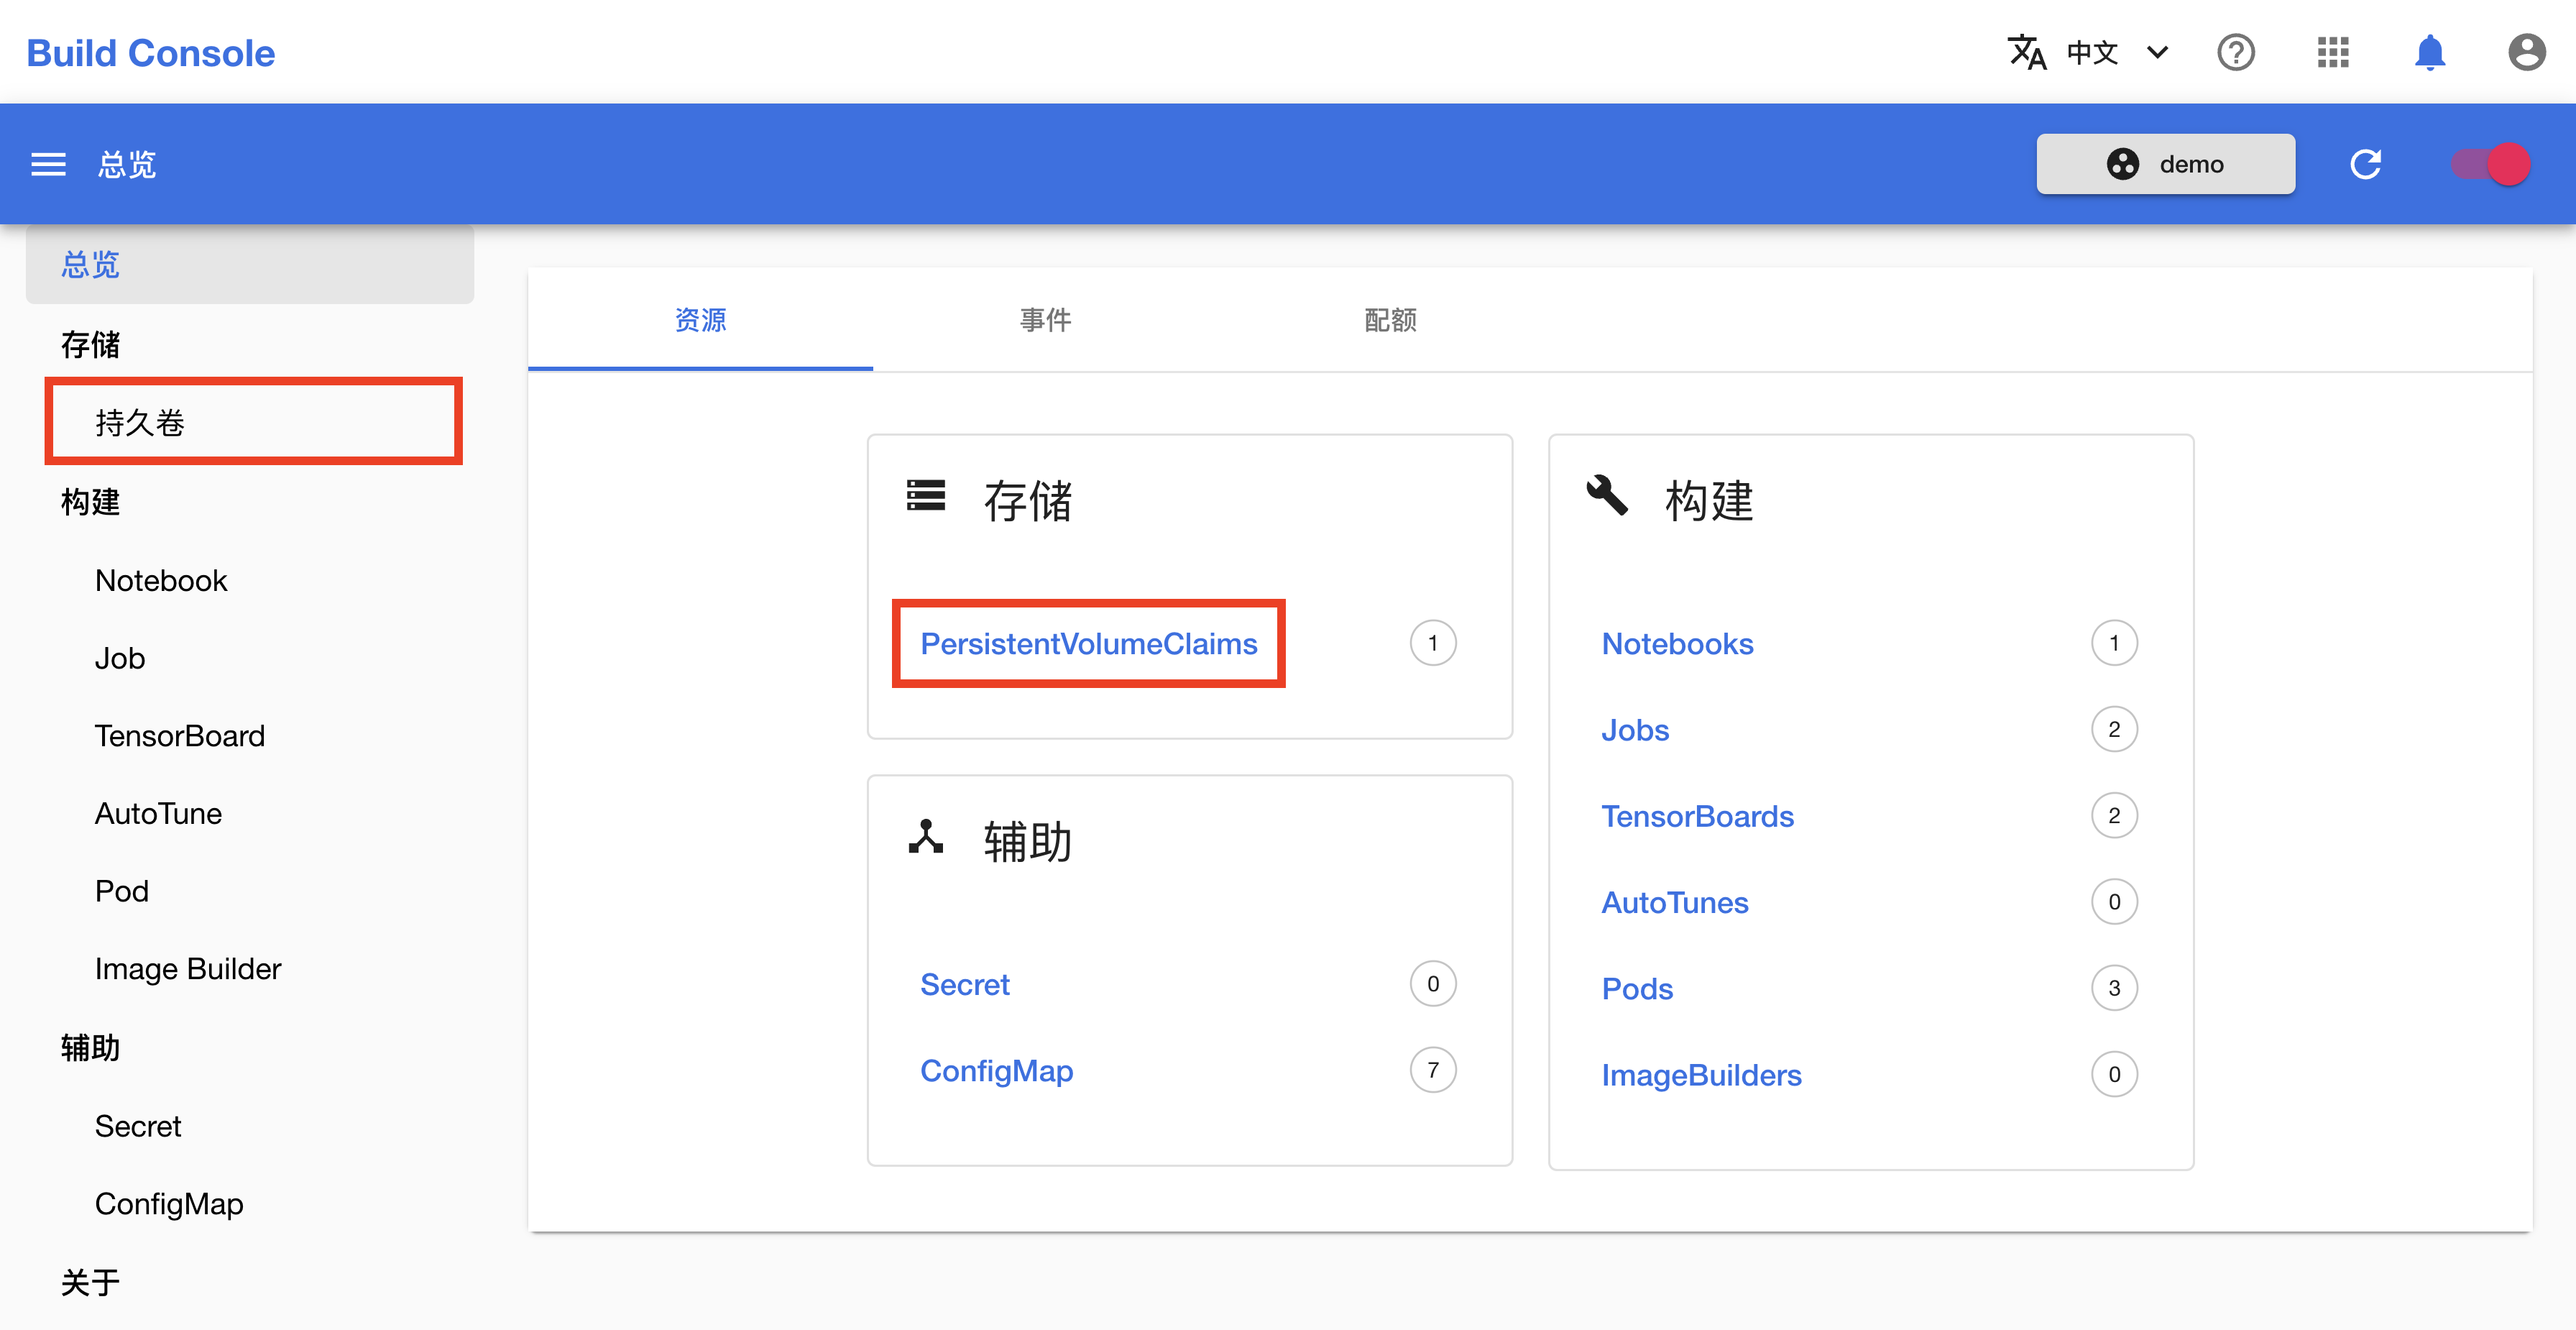 Build Console
中文
总览
demo
总览
存储
持久卷
构建
Notebook
Job
TensorBoard
AutoTune
Pod
Image Builder
辅助
Secret
ConfigMap
关于
资源 事件 配额
存储
PersistentVolumeClaims 1
辅助
Secret 0
ConfigMap 7
构建
Notebooks 1
Jobs 2
TensorBoards 2
AutoTunes 0
Pods 3
ImageBuilders 0